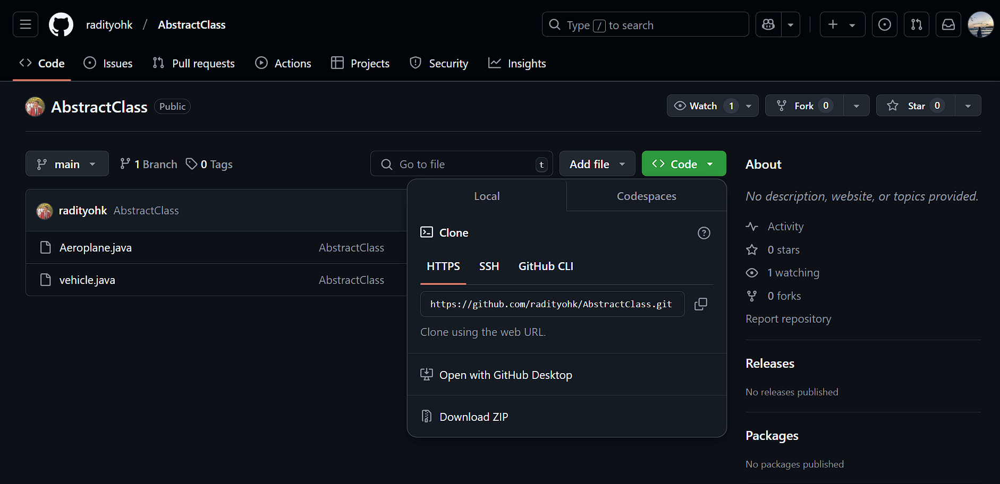 radityohk / AbstractClass
Type / to search
Code Issues Pull requests Actions Projects Security Insights
AbstractClass Public
Watch 1 Fork 0 Star 0
main 1 Branch 0 Tags
Go to file t
Add file
Code
radityohk AbstractClass
Aeroplane.java AbstractClass
vehicle.java AbstractClass
Local Codespaces
Clone
HTTPS SSH GitHub CLI
https://github.com/radityohk/AbstractClass.git
Clone using the web URL.
Open with GitHub Desktop
Download ZIP
About
No description, website, or topics provided.
Activity
0 stars
1 watching
0 forks
Report repository
Releases
No releases published
Packages
No packages published